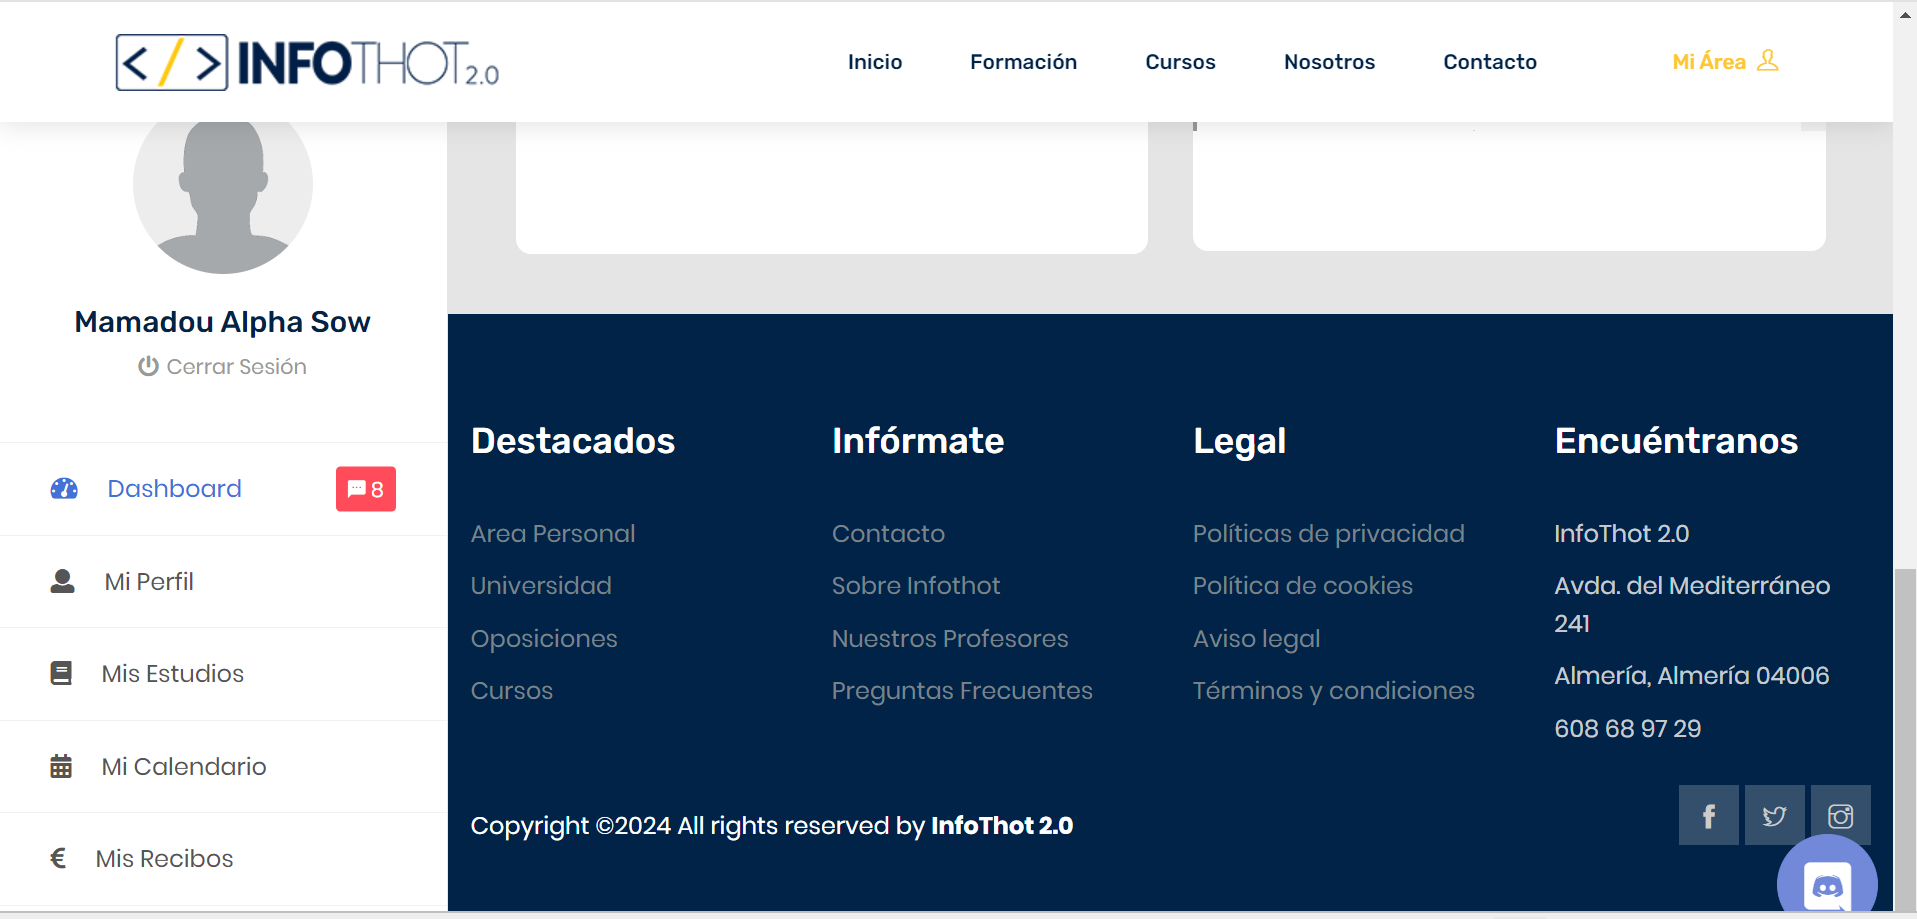 </> INFOTHOT 2.0
Inicio Formación Cursos Nosotros Contacto Mi Área
Mamadou Alpha Sow
Cerrar Sesión
Dashboard 8
Mi Perfil
Mis Estudios
Mi Calendario
€ Mis Recibos
Destacados
Area Personal
Universidad
Oposiciones
Cursos
Infórmate
Contacto
Sobre Infothot
Nuestros Profesores
Preguntas Frecuentes
Legal
Políticas de privacidad
Política de cookies
Aviso legal
Términos y condiciones
Encuéntranos
InfoThot 2.0
Avda. del Mediterráneo
241
Almería, Almería 04006
608 68 97 29
Copyright ©2024 All rights reserved by InfoThot 2.0